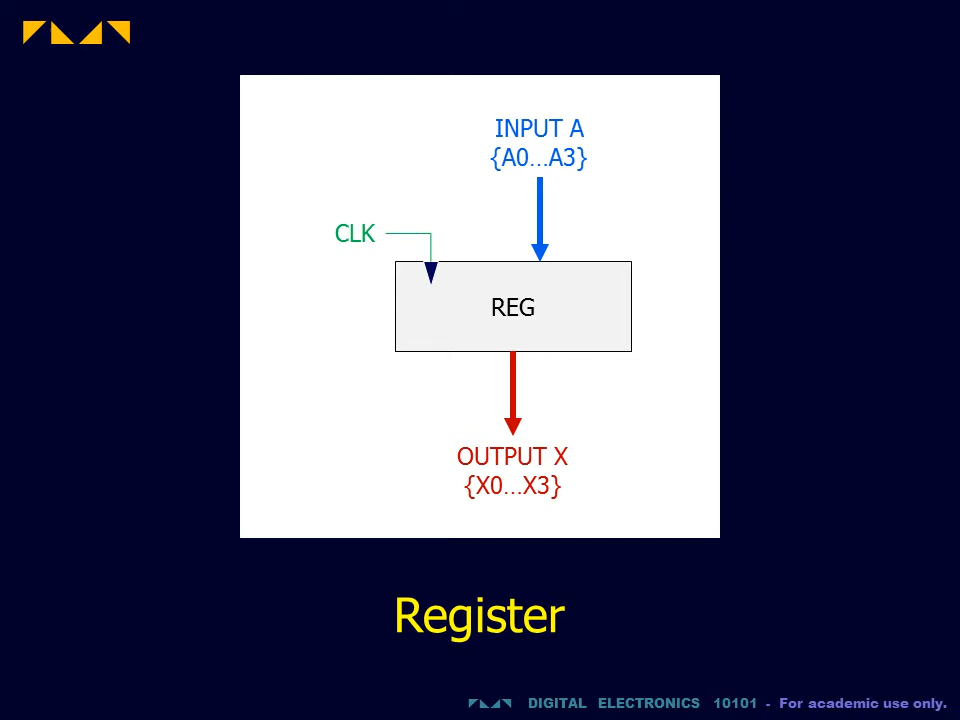 INPUT A
{A0...A3}
CLK
REG
OUTPUT X
{X0...X3}
Register
DIGITAL ELECTRONICS 10101 - For academic use only.